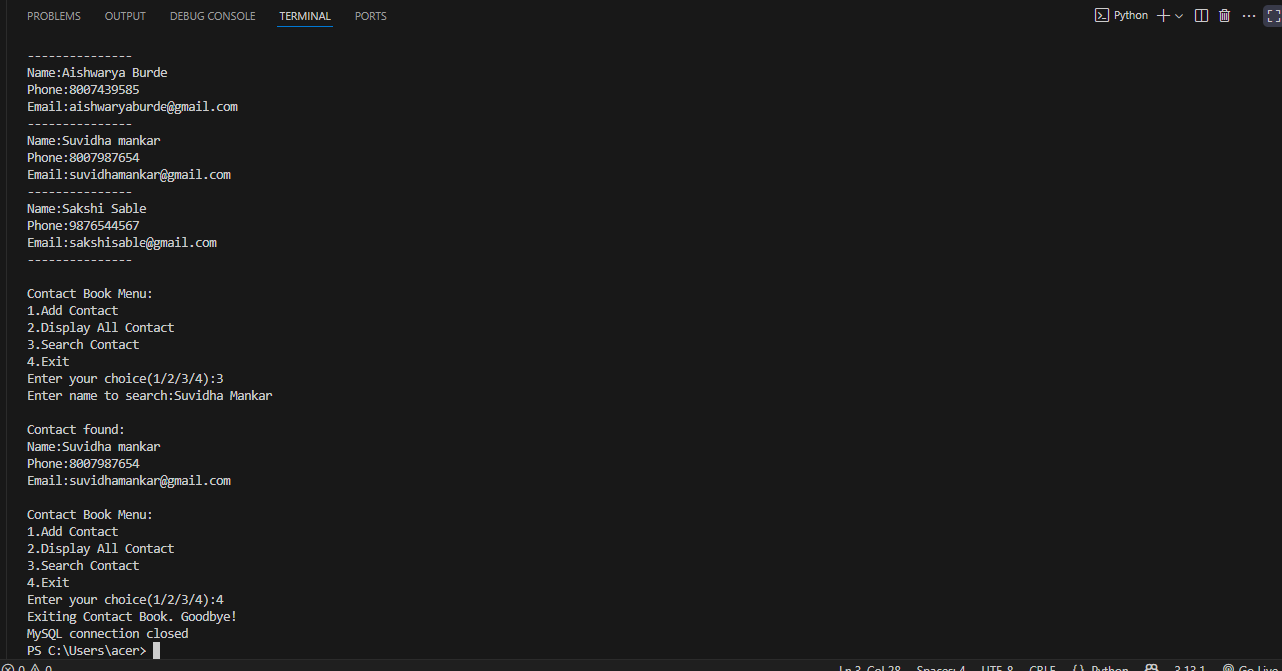 PROBLEMS OUTPUT DEBUG CONSOLE TERMINAL PORTS Python
---------------
Name:Aishwarya Burde
Phone:8007439585
Email:aishwaryaburde@gmail.com
---------------
Name:Suvidha mankar
Phone:8007987654
Email:suvidhamankar@gmail.com
---------------
Name:Sakshi Sable
Phone:9876544567
Email:sakshisable@gmail.com
---------------
Contact Book Menu:
1.Add Contact
2.Display All Contact
3.Search Contact
4.Exit
Enter your choice(1/2/3/4):3
Enter name to search:Suvidha Mankar
Contact found:
Name:Suvidha mankar
Phone:8007987654
Email:suvidhamankar@gmail.com
Contact Book Menu:
1.Add Contact
2.Display All Contact
3.Search Contact
4.Exit
Enter your choice(1/2/3/4):4
Exiting Contact Book. Goodbye!
MySQL connection closed
PS C:\Users\acer>
0 0 Ln 3, Col 28 Spaces: 4 UTF-8 CRLF {} Python 3.13.1 Go Live